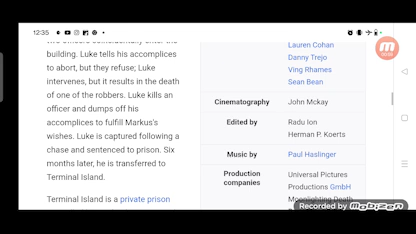 12:35
building. Luke tells his accomplices
to abort, but they refuse; Luke
intervenes, but it results in the death
of one of the robbers. Luke kills an
officer and dumps off his
accomplices to fulfill Markus's
wishes. Luke is captured following a
chase and sentenced to prison. Six
months later, he is transferred to
Terminal Island.
Terminal Island is a private prison
Lauren Cohan
Danny Trejo
Ving Rhames
Sean Bean
Cinematography John McKay
Edited by Radu Ion
Herman P. Koerts
Music by Paul Haslinger
Production Universal Pictures
companies Productions GmbH
Moonlighting Death
Recorded by
Mobizen